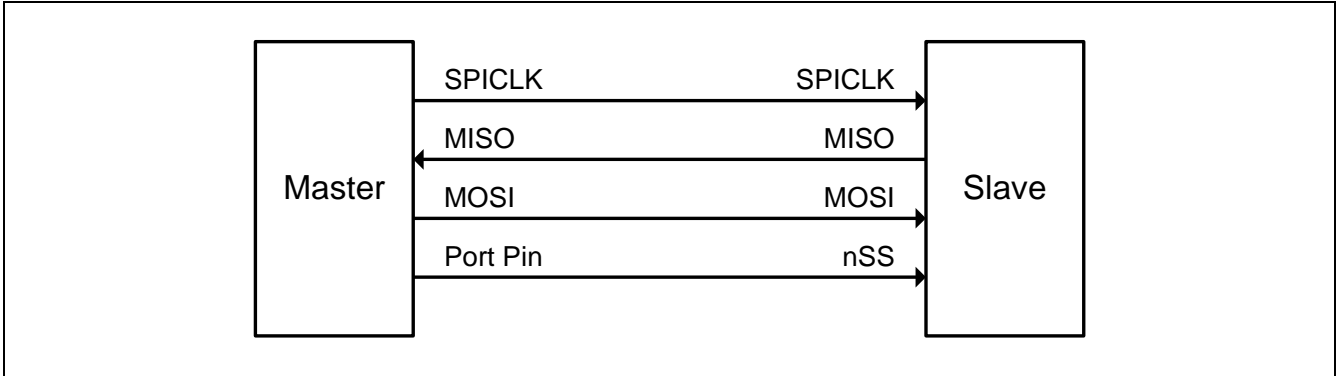 SPICLK SPICLK
MISO MISO
Master Slave
MOSI MOSI
Port Pin nSS